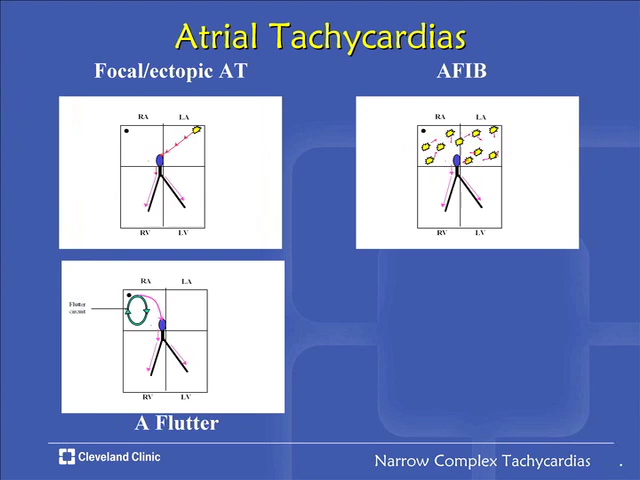 Atrial Tachycardias
Focal/ectopic AT
AFIB
RA LA
RV LV
RA LA
RV LV
RA LA
Flutter
circuit
RV LV
A Flutter
Cleveland Clinic
Narrow Complex Tachycardias .